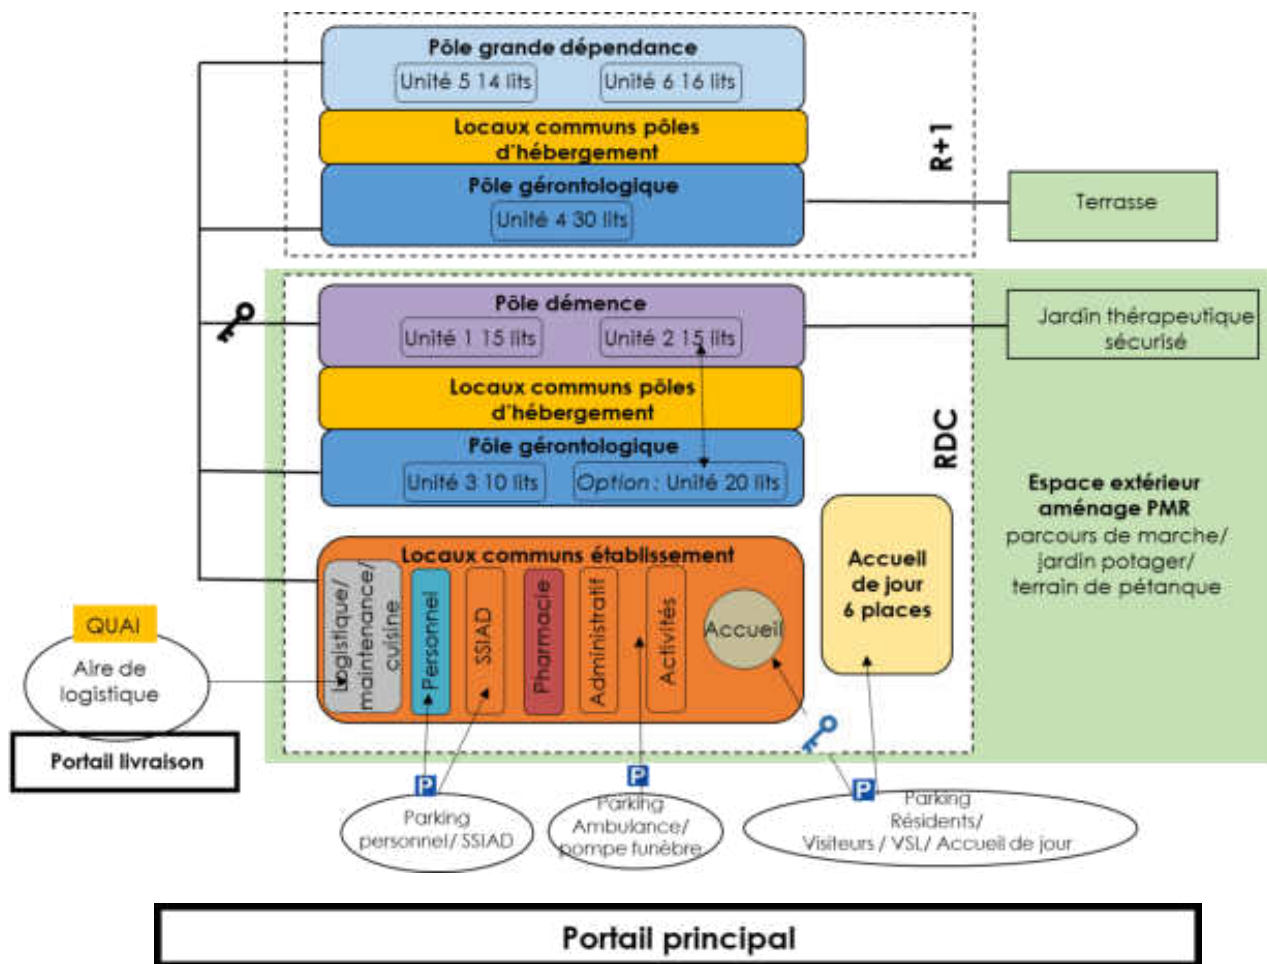 Pôle grande dépendance
Unité 5 14 lits
Unité 6 16 lits
Locaux communs pôles
d'hébergement
Pôle gérontologique
Unité 4 30 lits
R+1
Terrasse
Pôle démence
Unité 1 15 lits
Unité 2 15 lits
Jardin thérapeutique
sécurisé
Locaux communs pôles
d'hébergement
Pôle gérontologique
Unité 3 10 lits
Option : Unité 20 lits
RDC
Espace extérieur
aménage PMR
parcours de marche/
jardin potager/
terrain de pétanque
Locaux communs établissement
Logistique/
maintenance/
cuisine
Personnel
SSIAD
Pharmacie
Administratif
Activités
Accueil
Accueil
de jour
6 places
QUAI
Aire de
logistique
Portail livraison
P
Parking
personnel/ SSIAD
P
Parking
Ambulance/
pompe funèbre
P
Parking
Résidents/
Visiteurs / VSL/ Accueil de jour
Portail principal